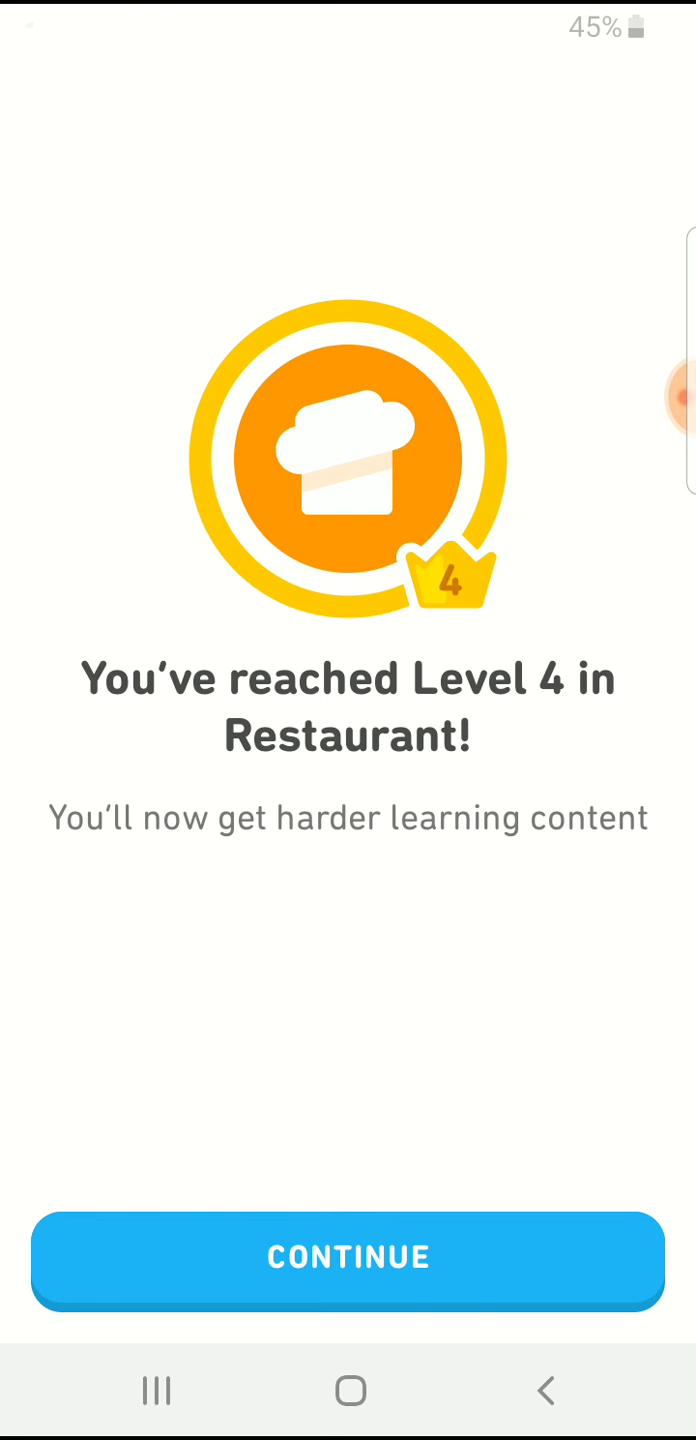 45%
4
You've reached Level 4 in
Restaurant!
You'll now get harder learning content
CONTINUE